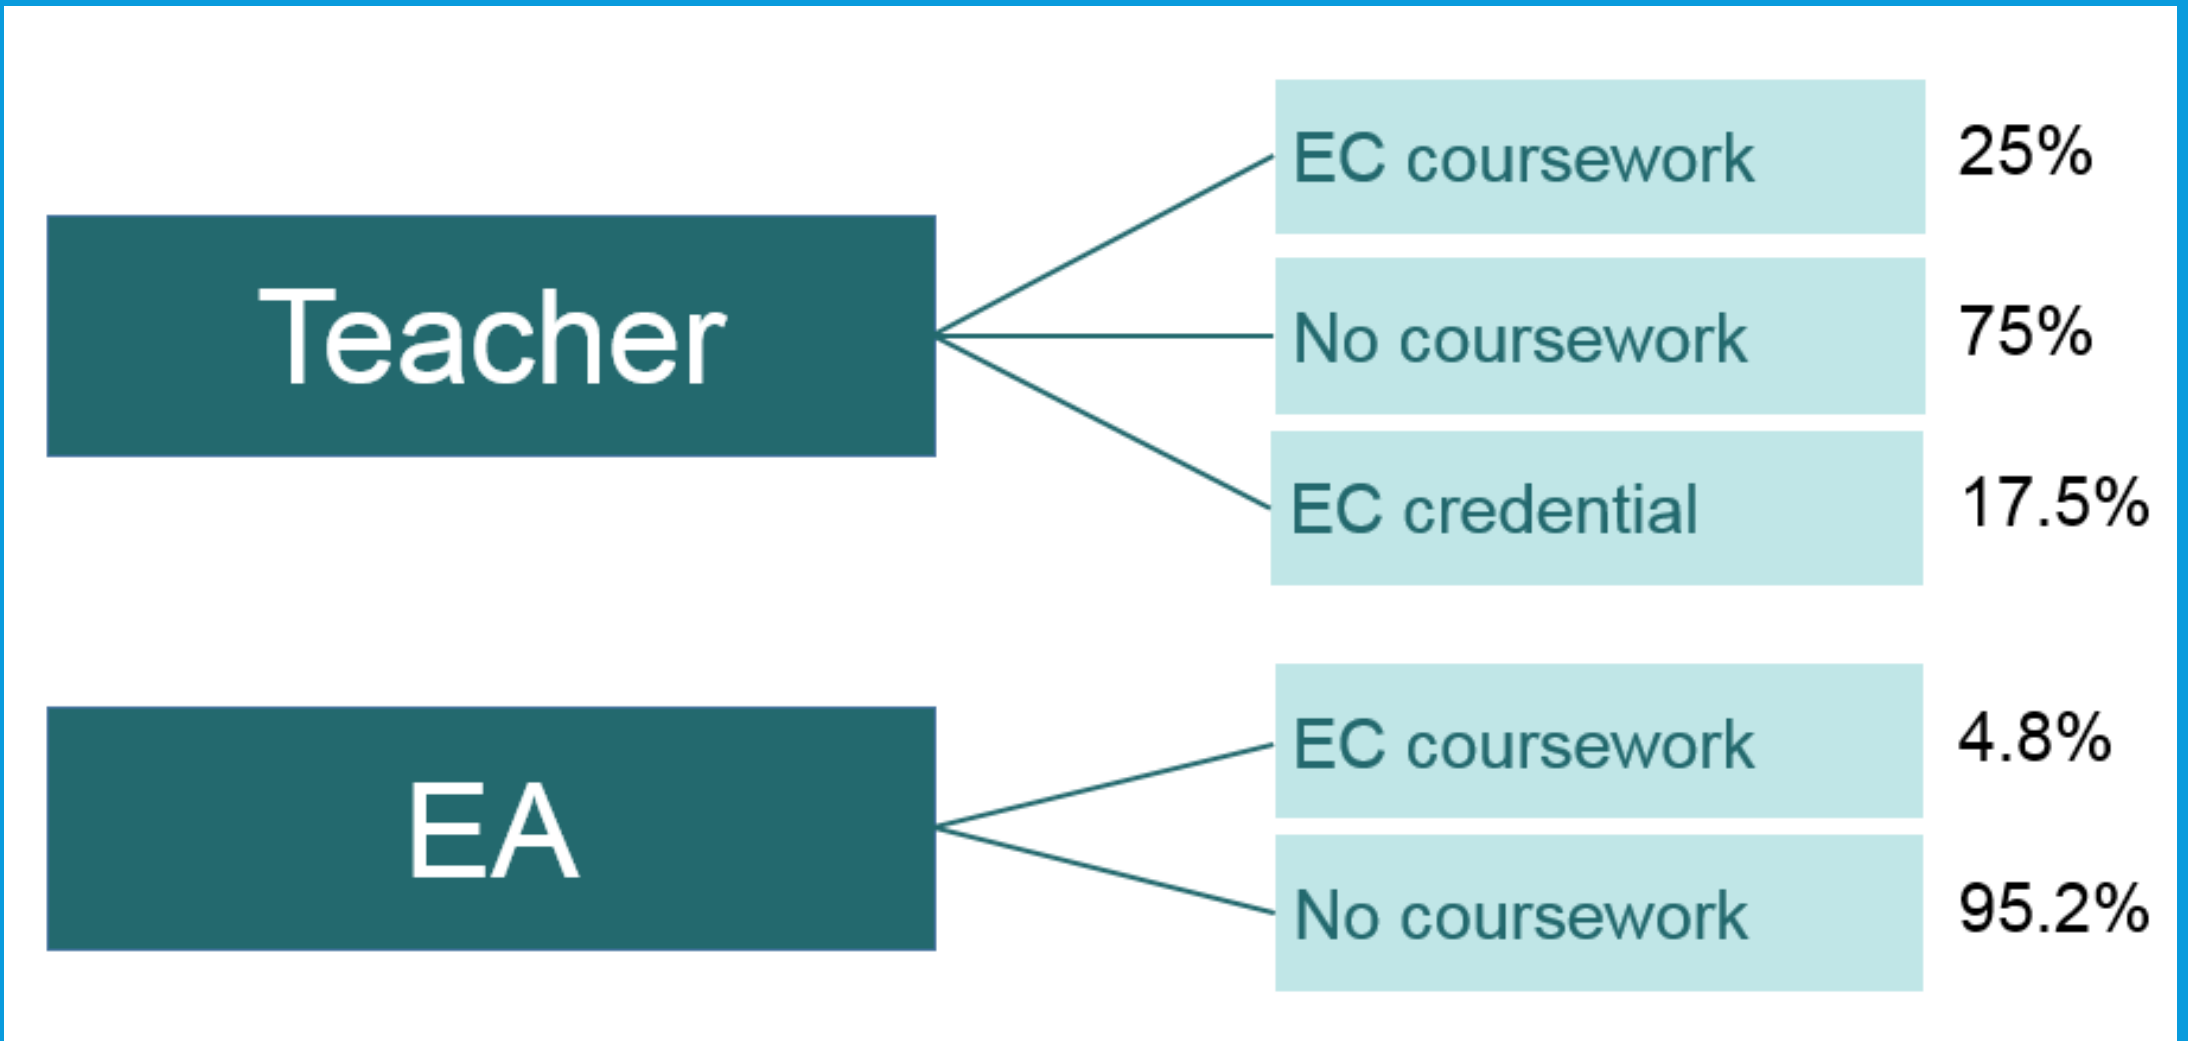 Teacher
EC coursework 25%
No coursework 75%
EC credential 17.5%
EA
EC coursework 4.8%
No coursework 95.2%